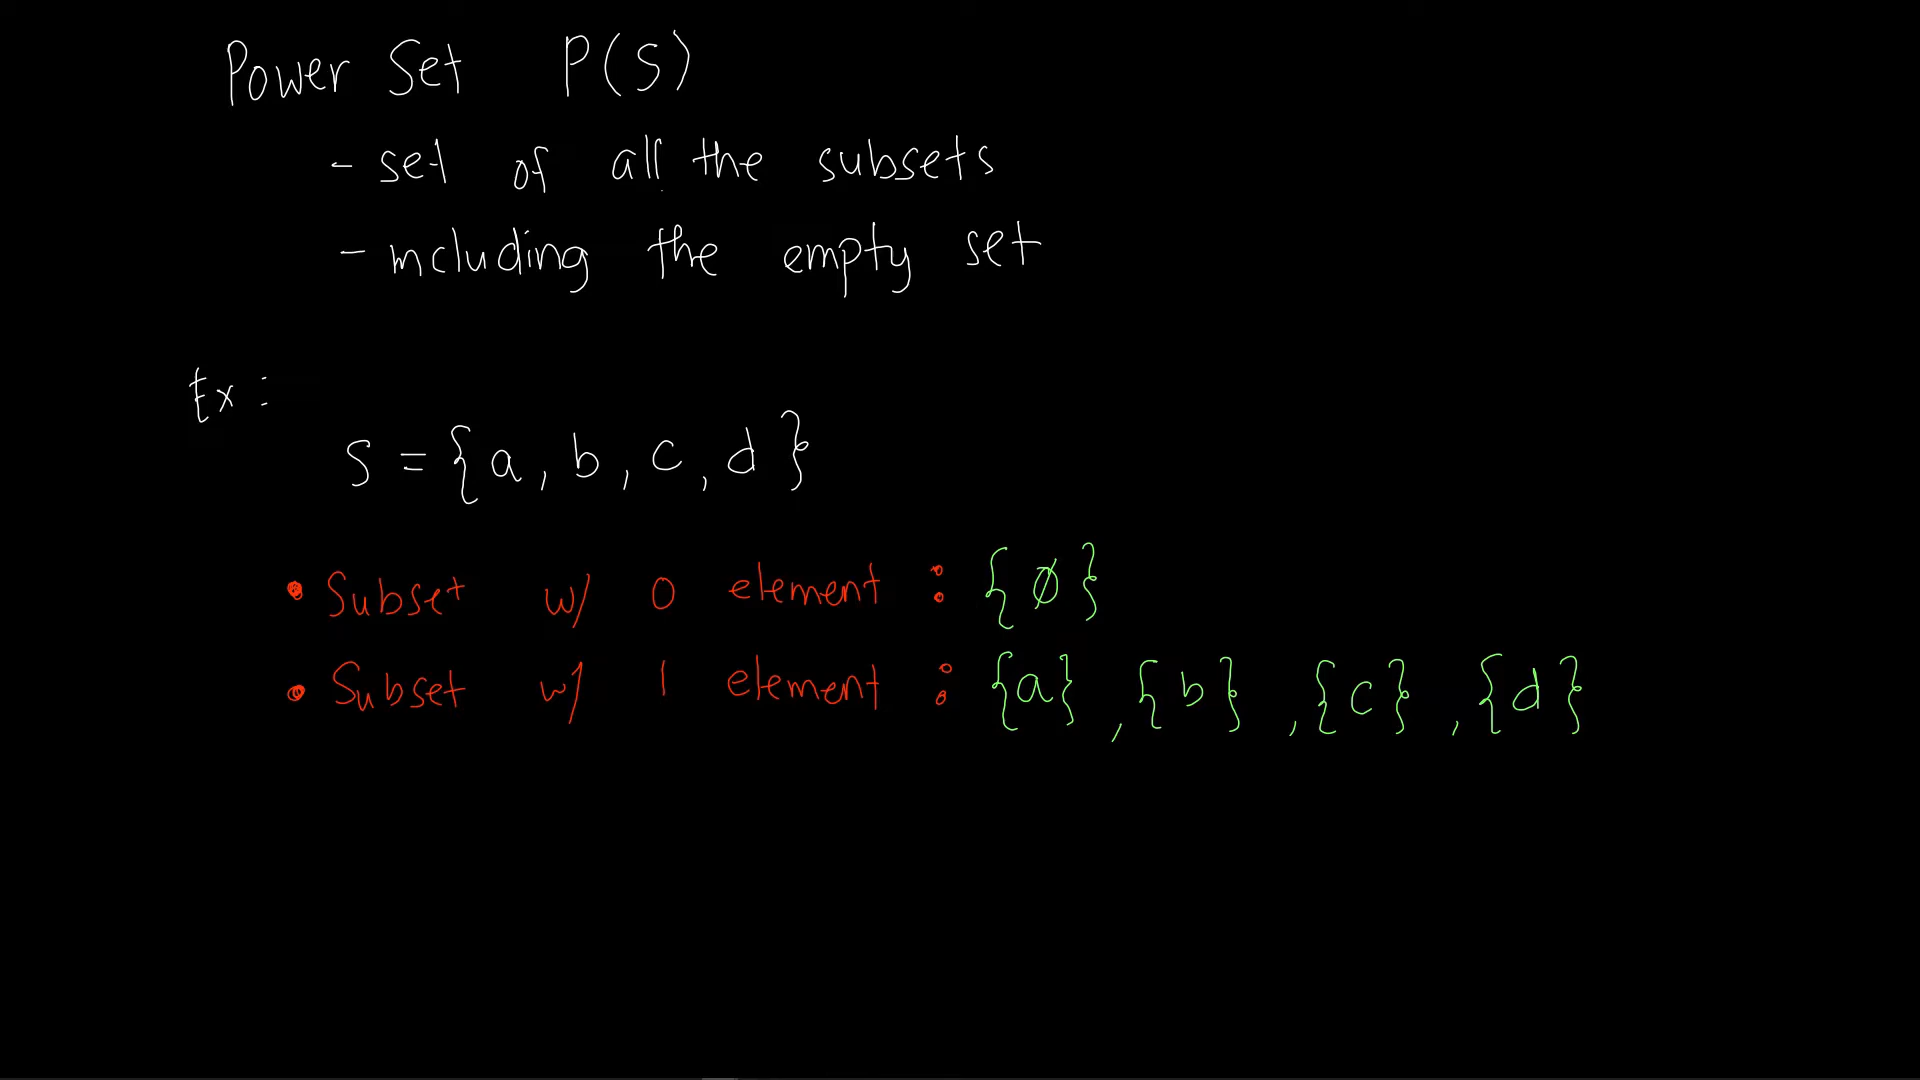 Power Set P(S)
- set of all the subsets
- including the empty set
Ex:
S = {a, b, c, d}
• Subset w/ 0 element : {∅}
• Subset w/ 1 element : {a}, {b}, {c}, {d}